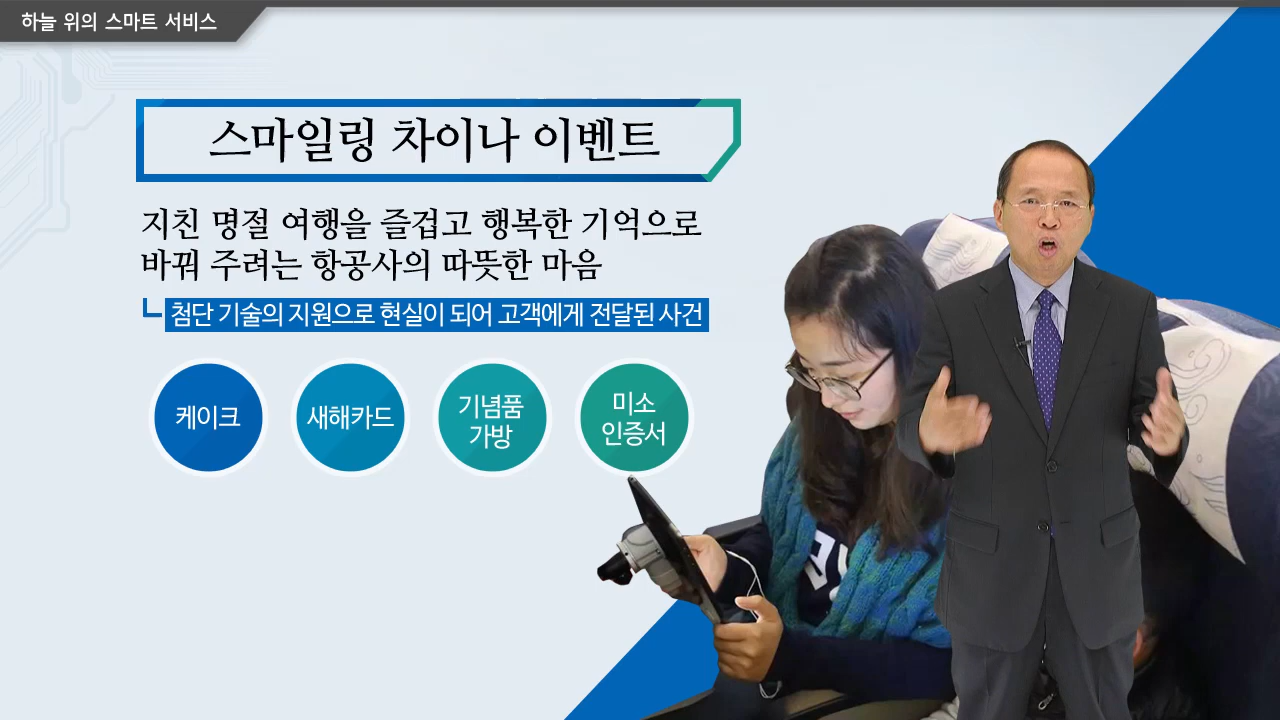 하늘 위의 스마트 서비스
스마일링 차이나 이벤트
지친 명절 여행을 즐겁고 행복한 기억으로
바꿔 주려는 항공사의 따뜻한 마음
첨단 기술의 지원으로 현실이 되어 고객에게 전달된 사건
케이크
새해카드
기념품
가방
미소
인증서